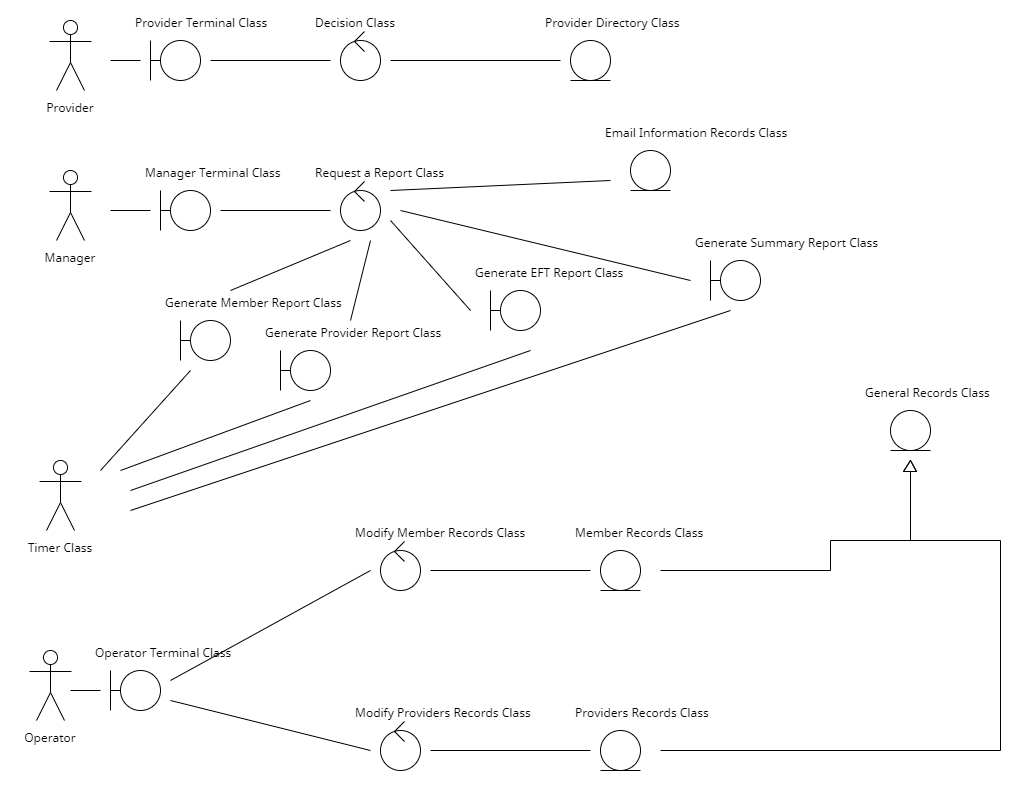 Provider Terminal Class
Decision Class
Provider Directory Class
Provider
Email Information Records Class
Manager Terminal Class
Request a Report Class
Manager
Generate Summary Report Class
Generate EFT Report Class
Generate Member Report Class
Generate Provider Report Class
General Records Class
Timer Class
Modify Member Records Class
Member Records Class
Operator Terminal Class
Operator
Modify Providers Records Class
Providers Records Class